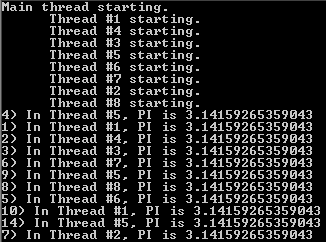 Main thread starting.
Thread #1 starting.
Thread #4 starting.
Thread #3 starting.
Thread #5 starting.
Thread #6 starting.
Thread #7 starting.
Thread #2 starting.
Thread #8 starting.
4) In Thread #5, PI is 3.14159265359043
1) In Thread #1, PI is 3.14159265359043
2) In Thread #4, PI is 3.14159265359043
3) In Thread #3, PI is 3.14159265359043
6) In Thread #7, PI is 3.14159265359043
9) In Thread #5, PI is 3.14159265359043
8) In Thread #8, PI is 3.14159265359043
5) In Thread #6, PI is 3.14159265359043
10) In Thread #1, PI is 3.14159265359043
14) In Thread #5, PI is 3.14159265359043
7) In Thread #2, PI is 3.14159265359043